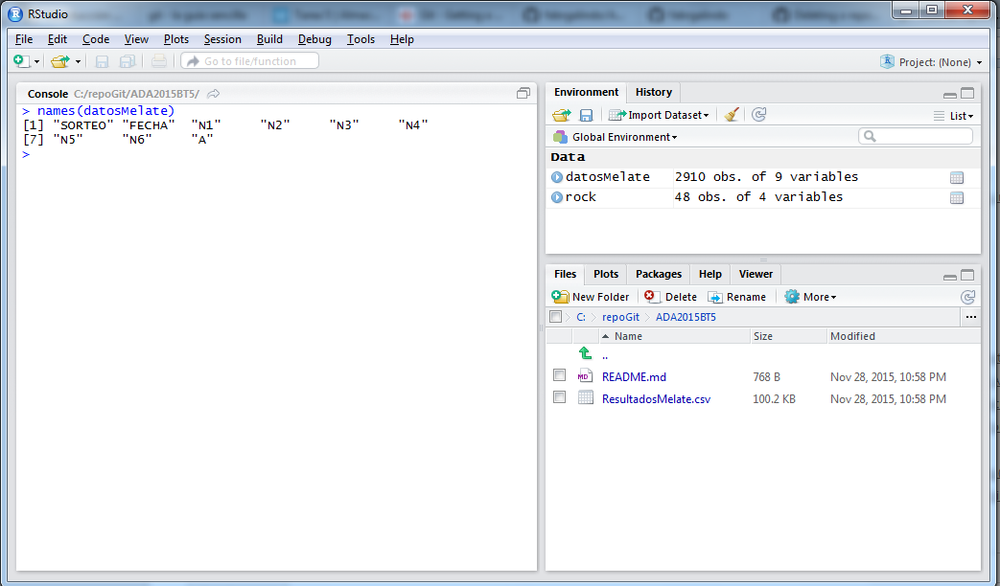 RStudio
File Edit Code View Plots Session Build Debug Tools Help
Go to file/function
Project: (None)
Console C:/repoGit/ADA2015BT5/
> names(datosMelate)
[1] "SORTEO" "FECHA" "N1" "N2" "N3" "N4"
[7] "N5" "N6" "A"
>
Environment History
Import Dataset
List
Global Environment
Data
datosMelate 2910 obs. of 9 variables
rock 48 obs. of 4 variables
Files Plots Packages Help Viewer
New Folder Delete Rename More
C: repoGit ADA2015BT5
...
Name Size Modified
..
README.md 768 B Nov 28, 2015, 10:58 PM
ResultadosMelate.csv 100.2 KB Nov 28, 2015, 10:58 PM